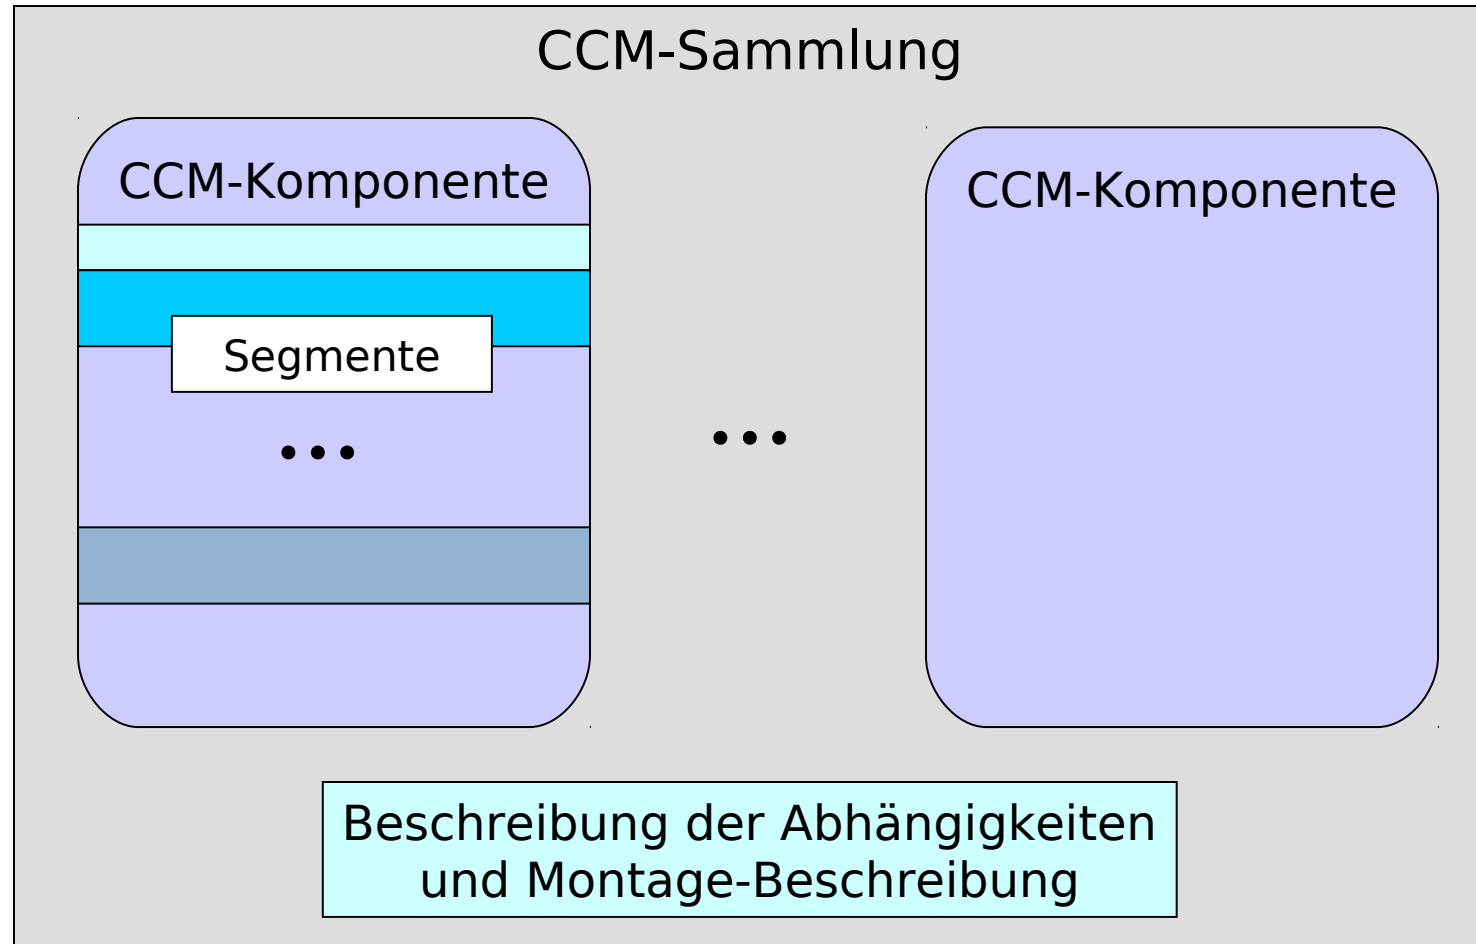 CCM-Sammlung
CCM-Komponente
CCM-Komponente
Segmente
...
...
Beschreibung der Abhängigkeiten
und Montage-Beschreibung